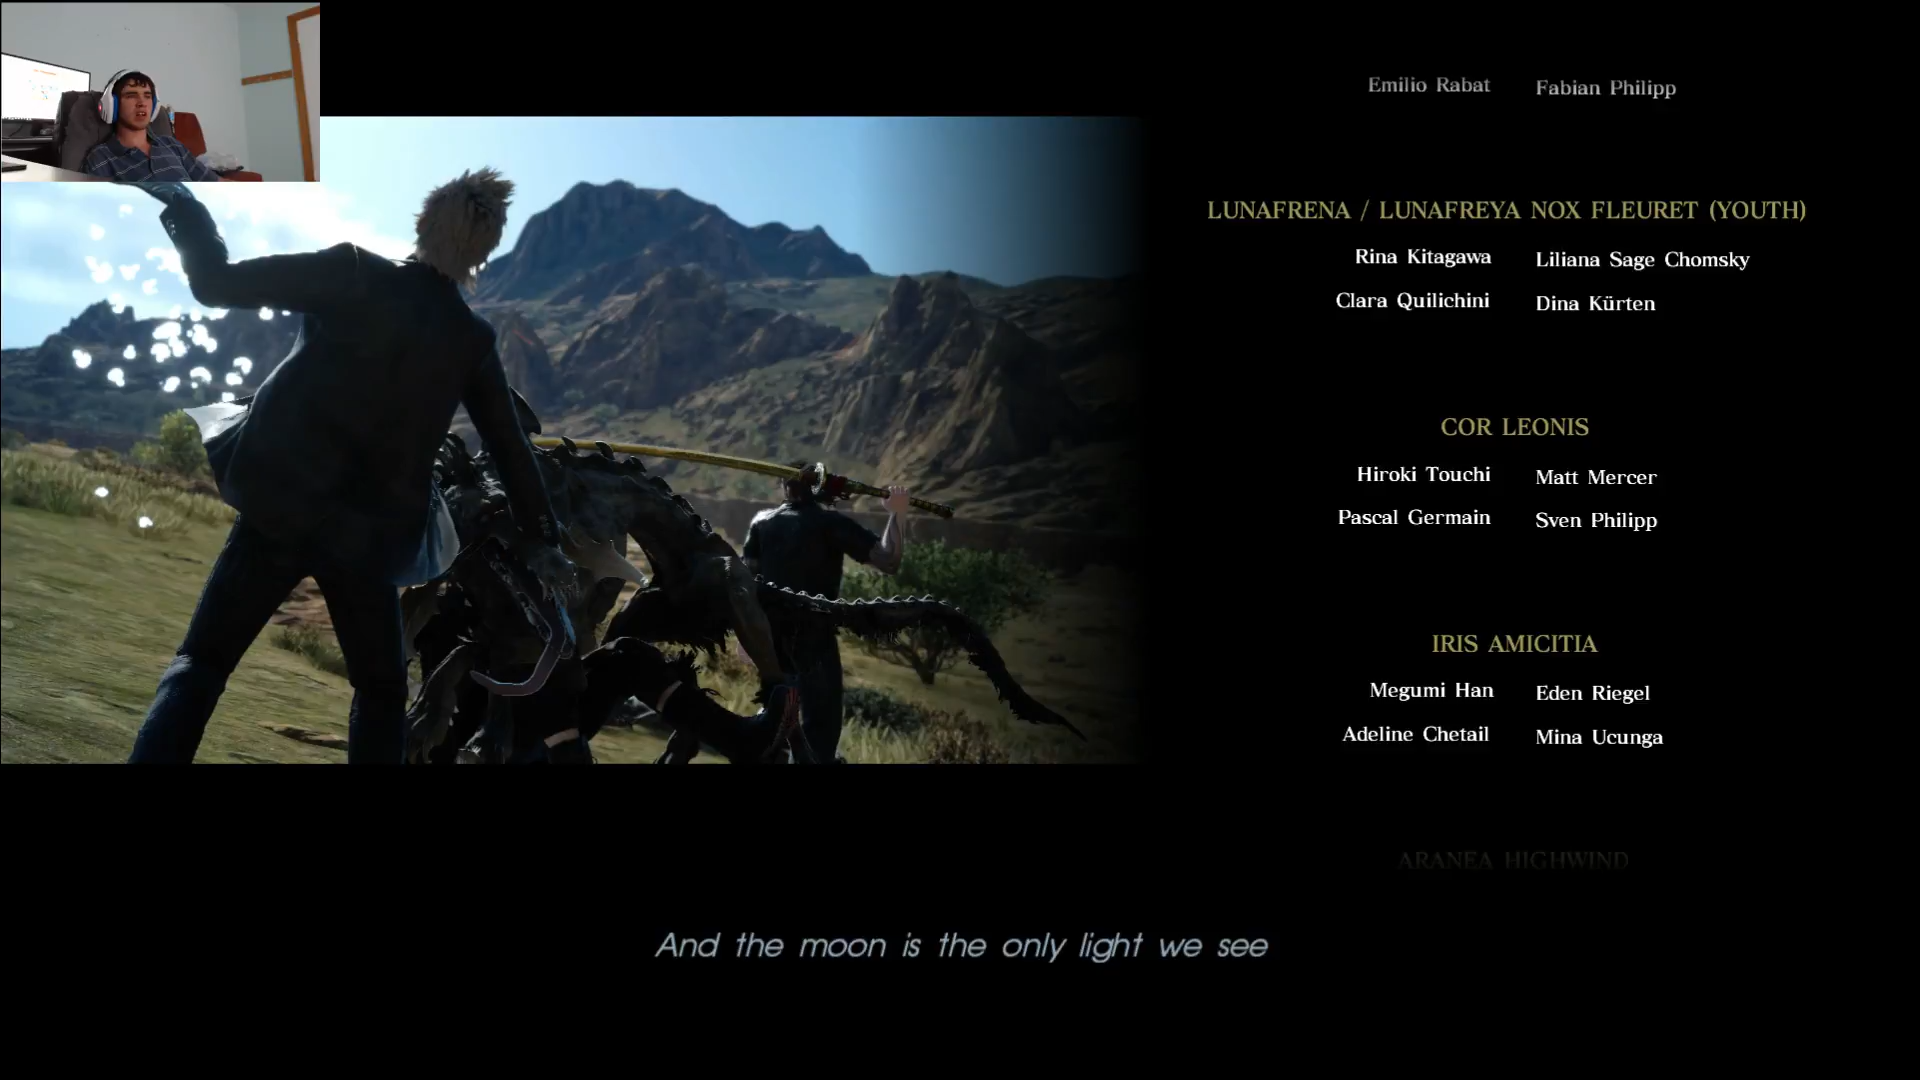 Emilio Rabat Fabian Philipp
LUNAFRENA / LUNAFREYA NOX FLEURET (YOUTH)
Rina Kitagawa Liliana Sage Chomsky
Clara Quilichini Dina Kürten
COR LEONIS
Hiroki Touchi Matt Mercer
Pascal Germain Sven Philipp
IRIS AMICITIA
Megumi Han Eden Riegel
Adeline Chetail Mina Ucunga
ARANEA HIGHWIND
And the moon is the only light we see